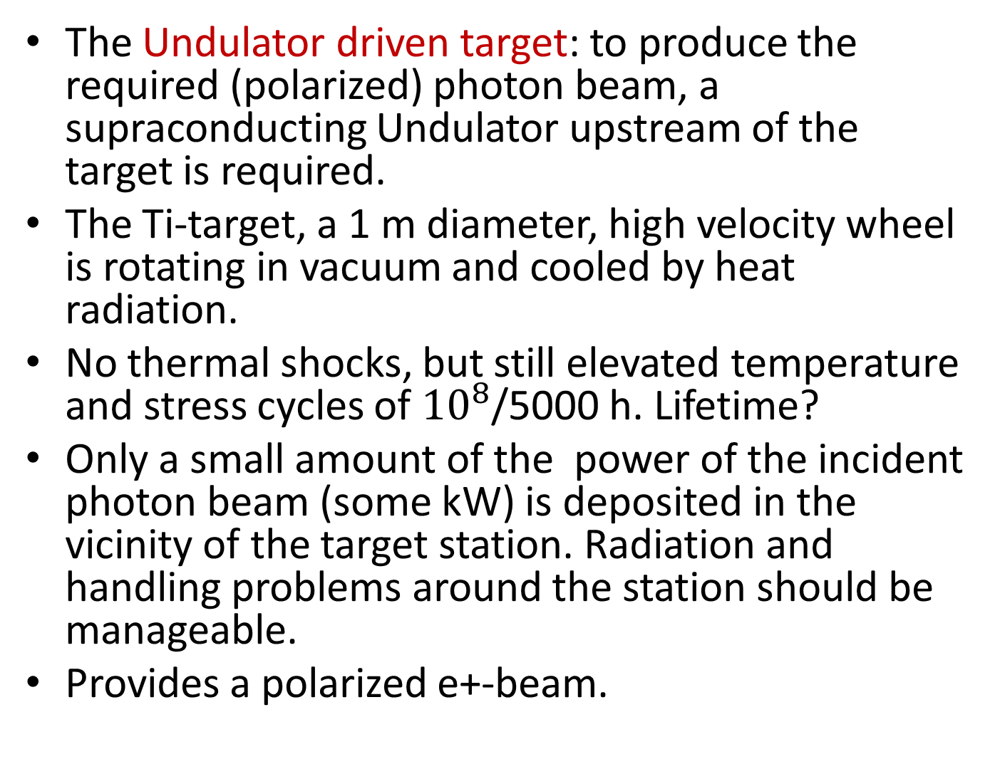 • The Undulator driven target: to produce the
required (polarized) photon beam, a
supraconducting Undulator upstream of the
target is required.
• The Ti-target, a 1 m diameter, high velocity wheel
is rotating in vacuum and cooled by heat
radiation.
• No thermal shocks, but still elevated temperature
and stress cycles of 10⁸/5000 h. Lifetime?
• Only a small amount of the  power of the incident
photon beam (some kW) is deposited in the
vicinity of the target station. Radiation and
handling problems around the station should be
manageable.
• Provides a polarized e+-beam.